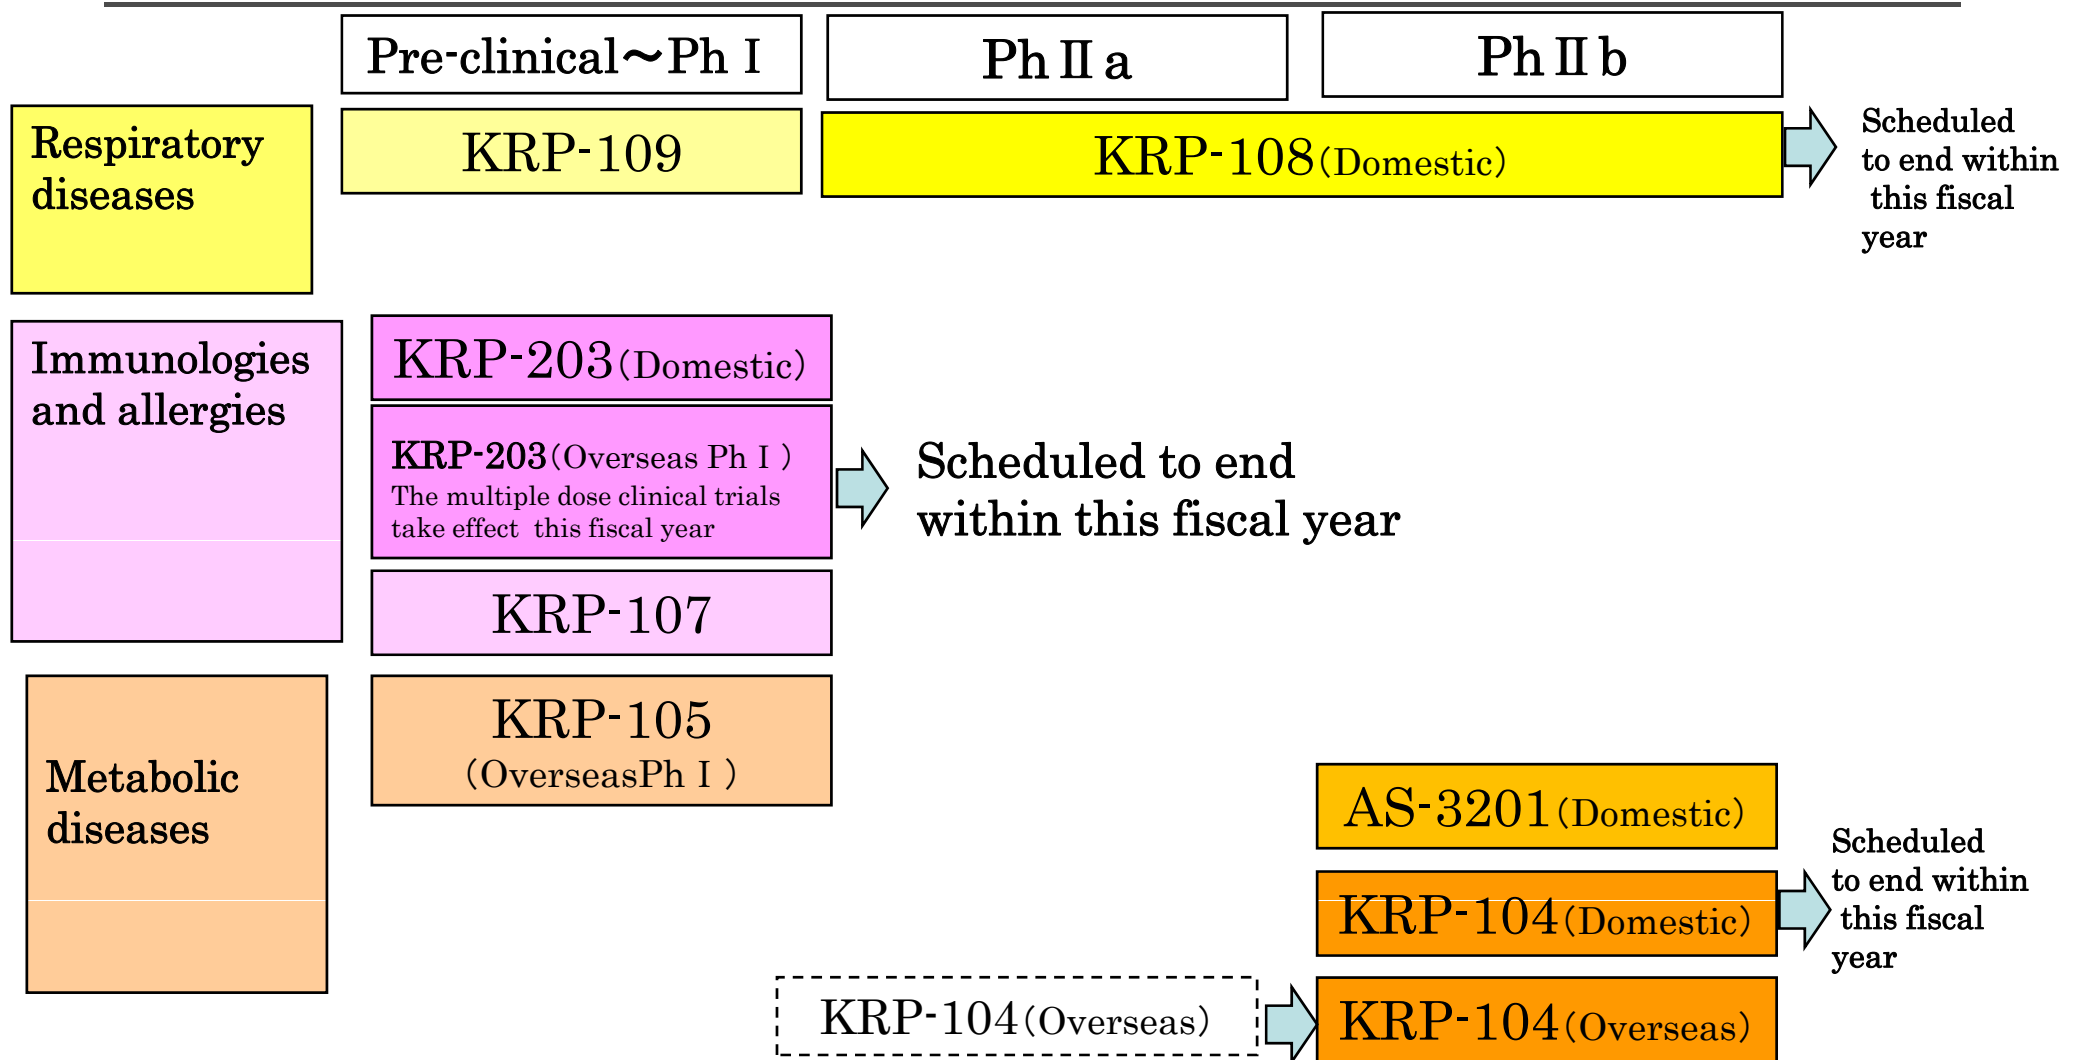 Pre-clinical～Ph Ⅰ
Ph Ⅱ a
Ph Ⅱ b
Respiratory
diseases
KRP-109
KRP-108(Domestic)
Scheduled
to end within
this fiscal
year
Immunologies
and allergies
KRP-203(Domestic)
KRP-203(Overseas Ph Ⅰ )
The multiple dose clinical trials
take effect this fiscal year
Scheduled to end
within this fiscal year
KRP-107
Metabolic
diseases
KRP-105
(OverseasPh Ⅰ )
AS-3201(Domestic)
KRP-104(Domestic)
Scheduled
to end within
this fiscal
year
KRP-104(Overseas)
KRP-104(Overseas)